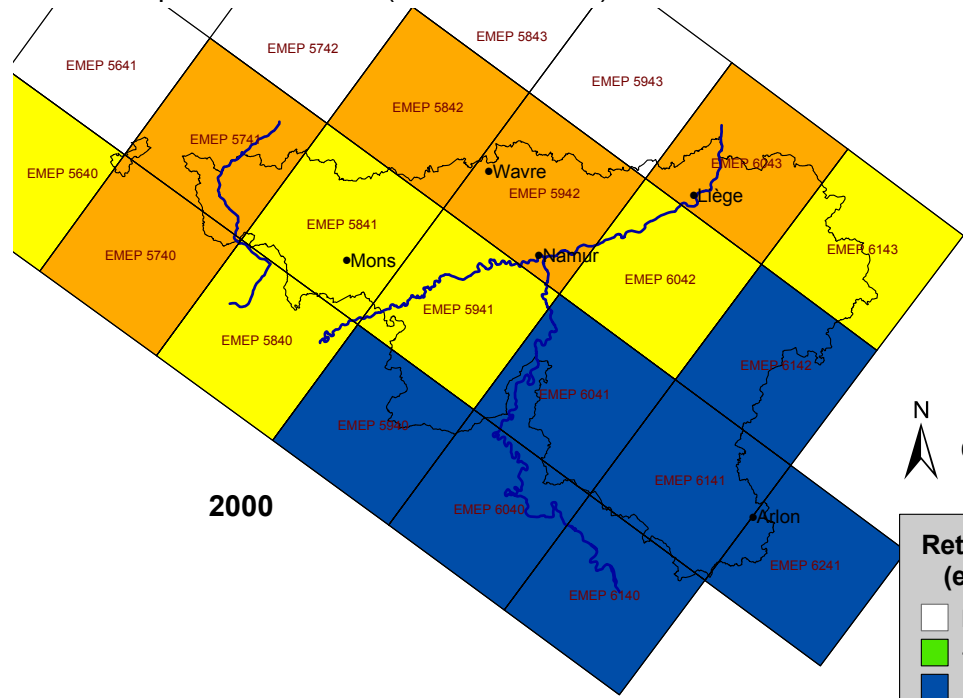 EMEP 5742
EMEP 5843
EMEP 5641
EMEP 5943
EMEP 5842
EMEP 5741
EMEP 6043
EMEP 5640
Wavre
EMEP 5942
Liège
EMEP 5841
EMEP 6143
EMEP 5740
Mons
Namur
EMEP 6042
EMEP 5941
EMEP 5840
EMEP 6142
EMEP 6041
N
EMEP 5940
EMEP 6141
2000
EMEP 6040
Arlon
Ret
(e
EMEP 6241
EMEP 6140